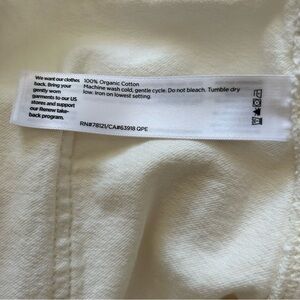 We want our clothes
back. Bring your
gently worn
garments to our US
stores and support
our Renew take-
back program.
100% Organic Cotton
Machine wash cold, gentle cycle. Do not bleach. Tumble dry
low. Iron on lowest setting.
RN#78121/CA#63918 QPE